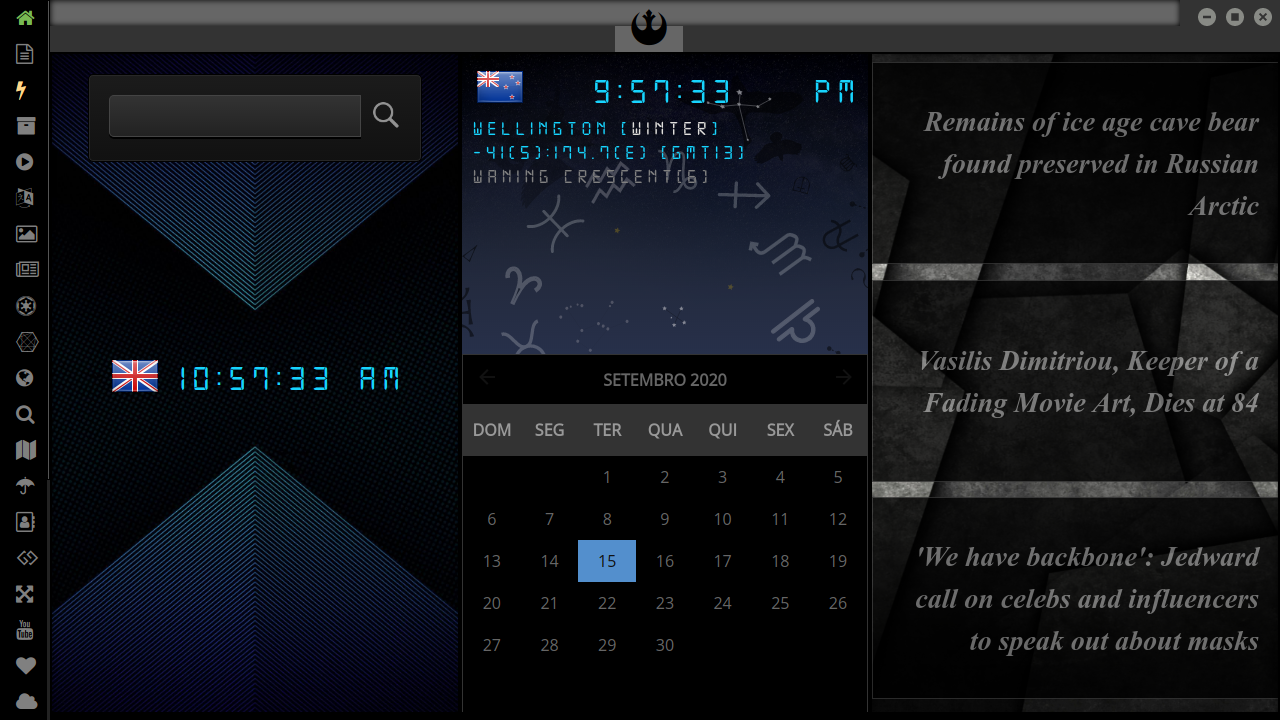 10:57:33 AM
9:57:33 PM
WELLINGTON (WINTER)
-41(S):174.7(E) (GMT13)
WANING CRESCENT(6)
SETEMBRO 2020
DOM SEG TER QUA QUI SEX SÁB
1 2 3 4 5
6 7 8 9 10 11 12
13 14 15 16 17 18 19
20 21 22 23 24 25 26
27 28 29 30
Remains of ice age cave bear
found preserved in Russian
Arctic
Vasilis Dimitriou, Keeper of a
Fading Movie Art, Dies at 84
'We have backbone': Jedward
call on celebs and influencers
to speak out about masks
You
Tube